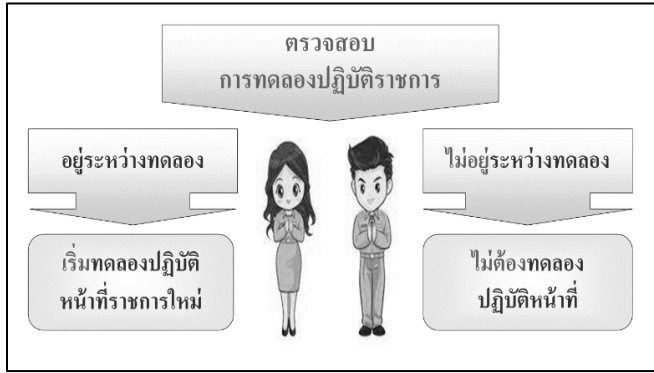 ตรวจสอบ
การทดลองปฏิบัติราชการ
อยู่ระหว่างทดลอง
ไม่อยู่ระหว่างทดลอง
เริ่มทดลองปฏิบัติ
หน้าที่ราชการใหม่
ไม่ต้องทดลอง
ปฏิบัติหน้าที่